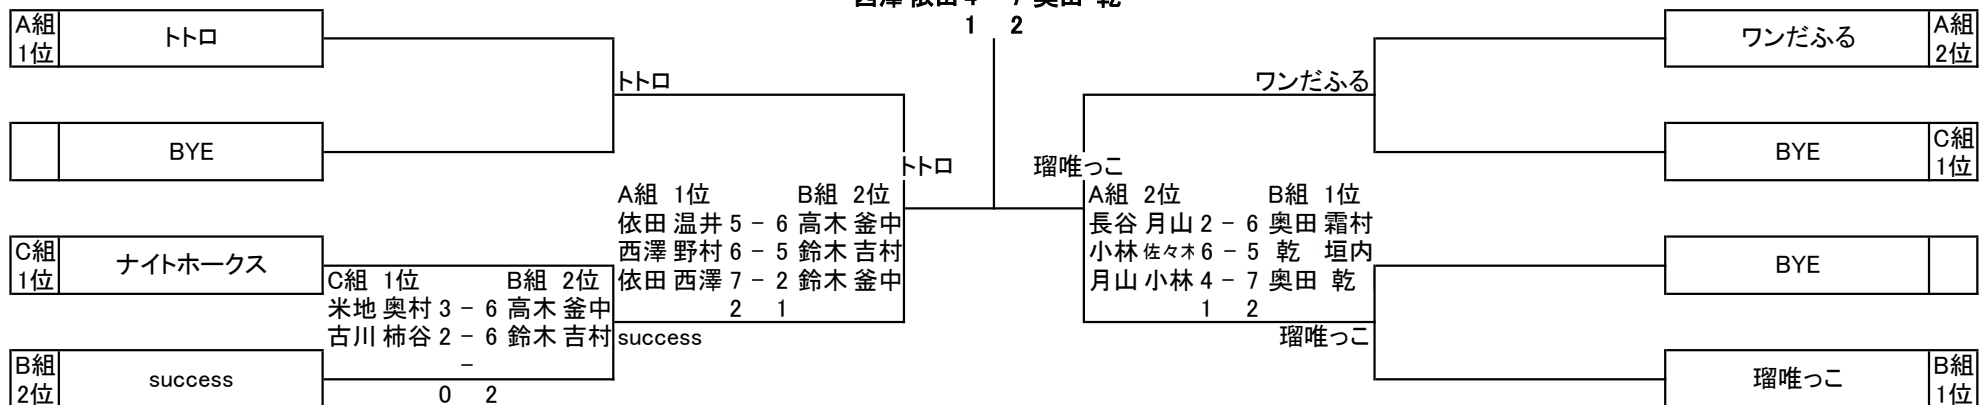 1 2
A組
1位
トトロ
ワンだふる
A組
2位
トトロ
ワンだふる
BYE
BYE
C組
1位
トトロ
瑠唯っこ
A組 1位 B組 2位
依田 温井 5 - 6 高木 釜中
西澤 野村 6 - 5 鈴木 吉村
依田 西澤 7 - 2 鈴木 釜中
2 1
A組 2位 B組 1位
長谷 月山 2 - 6 奥田 霜村
小林 佐々木 6 - 5 乾 垣内
月山 小林 4 - 7 奥田 乾
1 2
C組
1位
ナイトホークス
BYE
C組 1位 B組 2位
米地 奥村 3 - 6 高木 釜中
古川 柿谷 2 - 6 鈴木 吉村
-
0 2
success
瑠唯っこ
B組
2位
success
瑠唯っこ
B組
1位